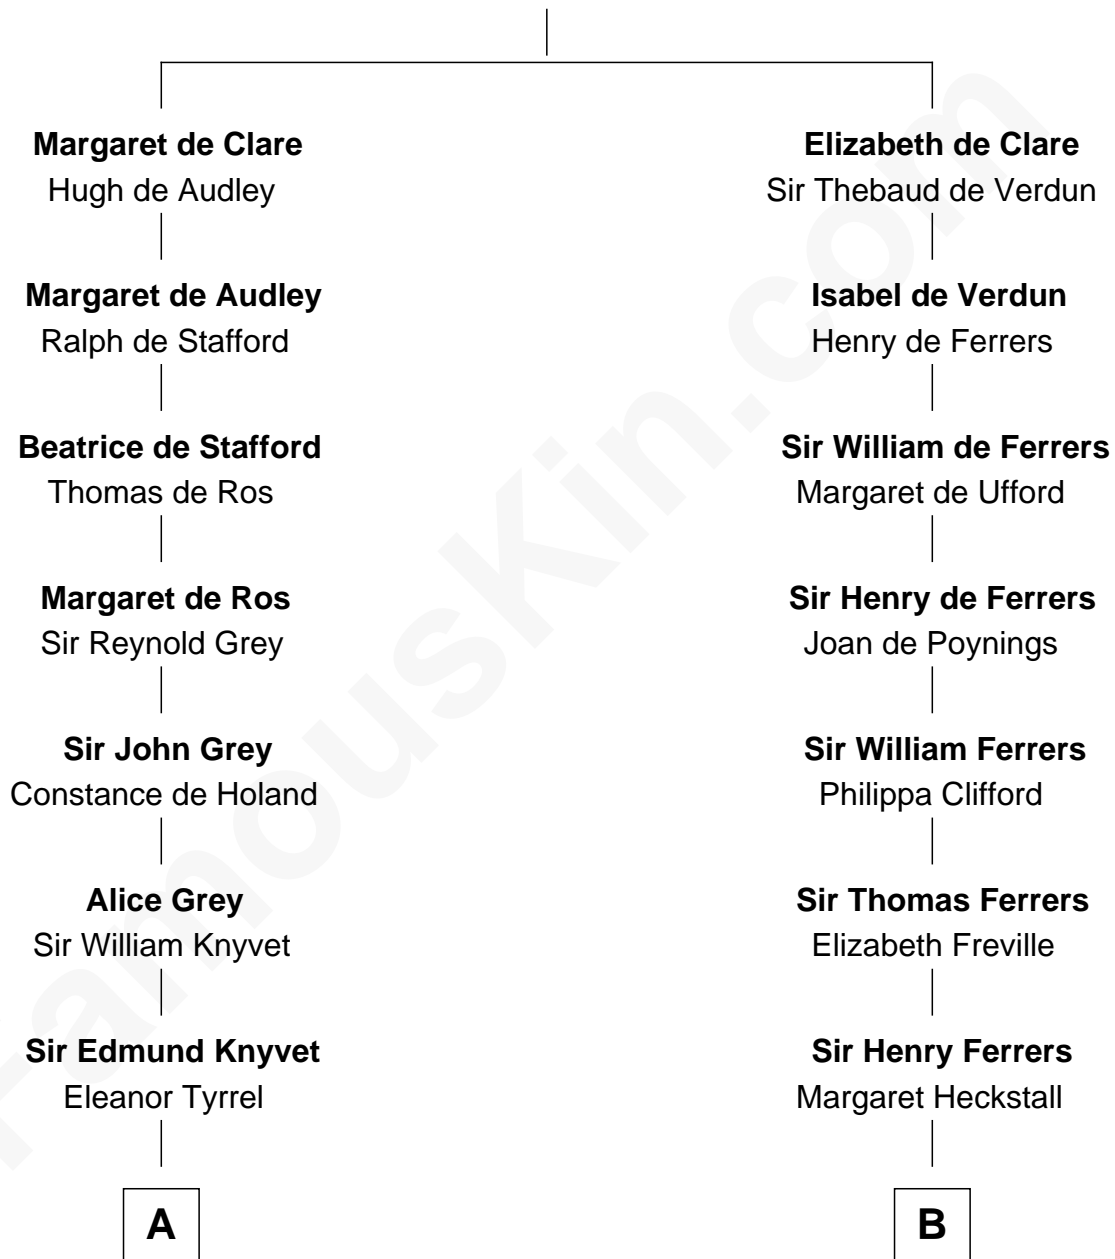 Margaret de Clare
Hugh de Audley
Margaret de Audley
Ralph de Stafford
Beatrice de Stafford
Thomas de Ros
Margaret de Ros
Sir Reynold Grey
Sir John Grey
Constance de Holand
Alice Grey
Sir William Knyvet
Sir Edmund Knyvet
Eleanor Tyrrel
A
Elizabeth de Clare
Sir Thebaud de Verdun
Isabel de Verdun
Henry de Ferrers
Sir William de Ferrers
Margaret de Ufford
Sir Henry de Ferrers
Joan de Poynings
Sir William Ferrers
Philippa Clifford
Sir Thomas Ferrers
Elizabeth Freville
Sir Henry Ferrers
Margaret Heckstall
B
FamousKin.com